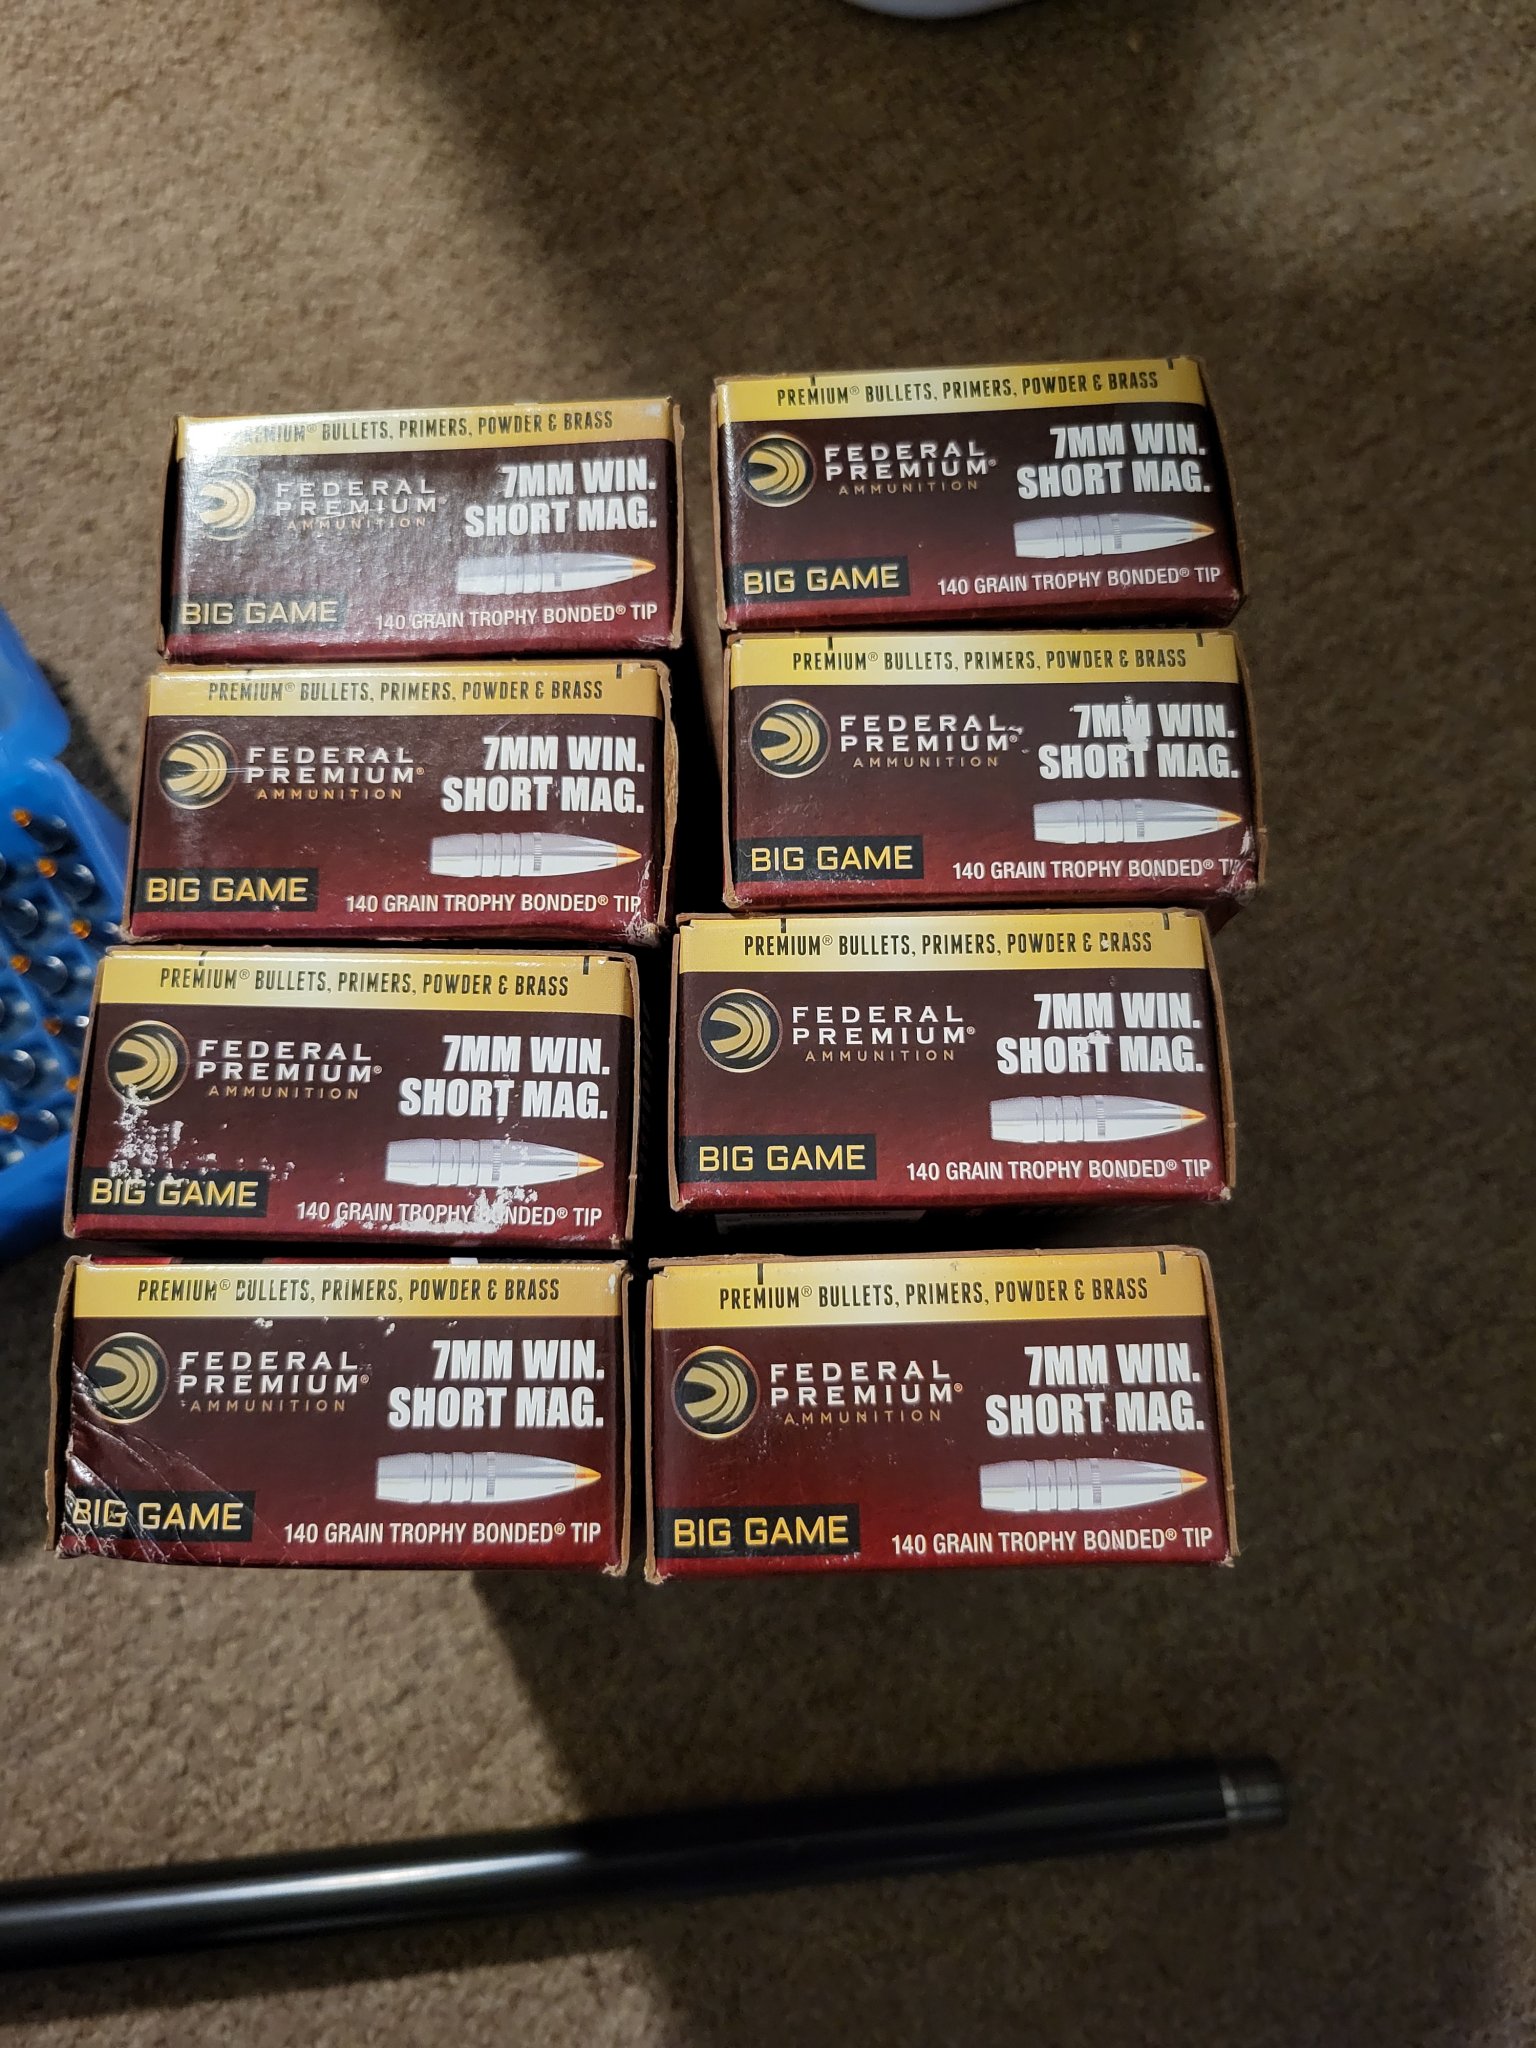 BULLETS, PRIMERS, POWDER & BRASS
FEDERAL
PREMIUM®
AMMUNITION
7MM WIN.
SHORT MAG.
BIG GAME
140 GRAIN TROPHY BONDED® TIP
PREMIUM® BULLETS, PRIMERS, POWDER & BRASS
FEDERAL
PREMIUM®
AMMUNITION
7MM WIN.
SHORT MAG.
BIG GAME
140 GRAIN TROPHY BONDED® TIP
PREMIUM® BULLETS, PRIMERS, POWDER & BRASS
FEDERAL
PREMIUM®
AMMUNITION
7MM WIN.
SHORT MAG.
BIG GAME
140 GRAIN TROPHY BONDED® TIP
PREMIUM® BULLETS, PRIMERS, POWDER & BRASS
FEDERAL
PREMIUM®
AMMUNITION
7MM WIN.
SHORT MAG.
BIG GAME
140 GRAIN TROPHY BONDED® TIP
PREMIUM® BULLETS, PRIMERS, POWDER & BRASS
FEDERAL
PREMIUM®
AMMUNITION
7MM WIN.
SHORT MAG.
BIG GAME
140 GRAIN TROPHY BONDED® TIP
PREMIUM® BULLETS, PRIMERS, POWDER & BRASS
FEDERAL
PREMIUM®
AMMUNITION
7MM WIN.
SHORT MAG.
BIG GAME
140 GRAIN TROPHY BONDED® TIP
PREMIUM® BULLETS, PRIMERS, POWDER & BRASS
FEDERAL
PREMIUM®
AMMUNITION
7MM WIN.
SHORT MAG.
BIG GAME
140 GRAIN TROPHY BONDED® TIP
PREMIUM® BULLETS, PRIMERS, POWDER & BRASS
FEDERAL
PREMIUM®
AMMUNITION
7MM WIN.
SHORT MAG.
BIG GAME
140 GRAIN TROPHY BONDED® TIP